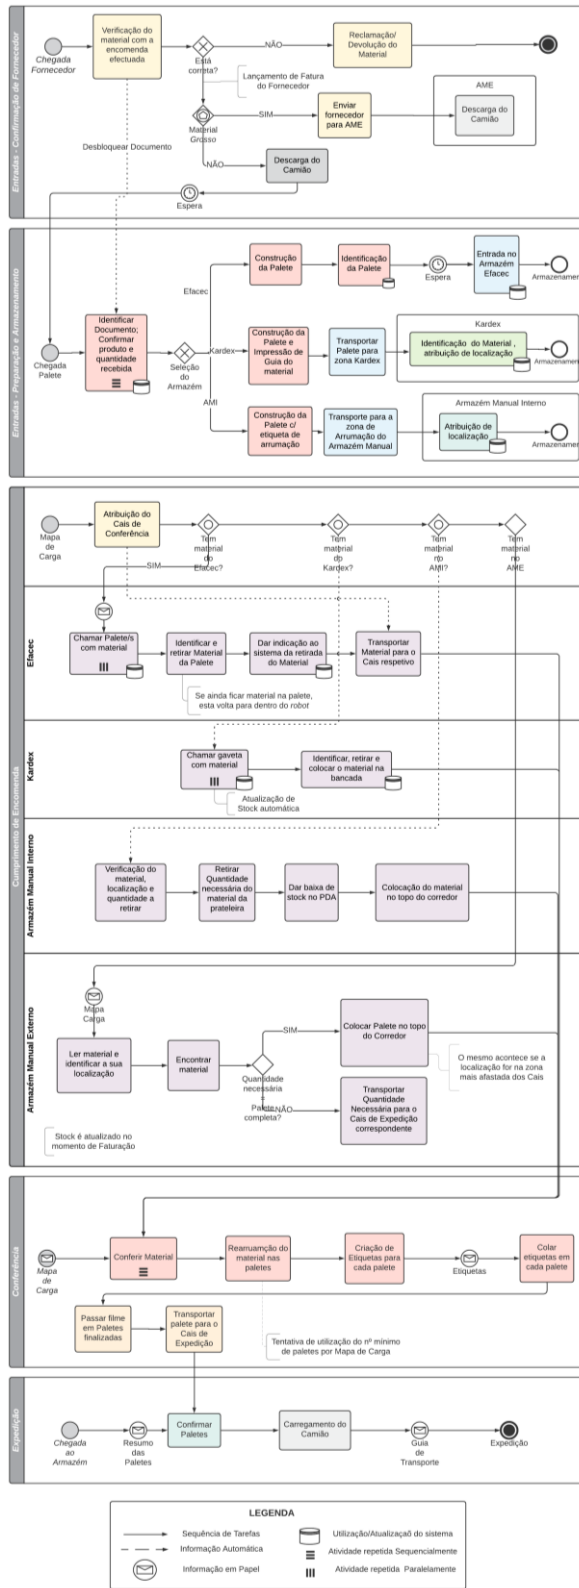 Entradas - Confirmação de Fornecedor
Chegada
Fornecedor
Verificação do
material com a
encomenda
efectuada
Está
correta?
NÃO
Reclamação/
Devolução do
Material
Lançamento de Fatura
do Fornecedor
Material
Grosso
SIM
Enviar
fornecedor
para AME
AME
Descarga do
Camião
NÃO
Descarga do
Camião
Desbloquear Documento
Espera
Entradas - Preparação e Armazenamento
Chegada
Palete
Identificar
Documento;
Confirmar
produto e
quantidade
recebida
Seleção do
Armazém
Efacec
Construção
da Palete
Identificação
da Palete
Espera
Entrada no
Armazém
Efacec
Armazenamen
Kardex
Construção da
Palete e
Impressão de
Guia do
material
Transportar
Palete para
zona Kardex
Kardex
Identificação do Material ,
atribuição de localização
Armazenamen
AMI
Construção da
Palete c/
etiqueta de
arrumação
Transporte para a
zona de
Arrumação do
Armazém Manual
Armazém Manual Interno
Atribuição de
localização
Armazenamen
Cumprimento de Encomenda
Mapa
de
Carga
Atribuição do
Cais de
Conferência
Tem
material
do
Efacec?
Tem
material
do
Kardex?
Tem
material
no
AMI?
Tem
material
no
AME
SIM
Efacec
Chamar Palete/s
com material
Identificar e
retirar Material
da Palete
Dar indicação ao
sistema da retirada
do Material
Transportar
Material para o
Cais respetivo
Se ainda ficar material na palete,
esta volta para dentro do robot
Kardex
Chamar gaveta
com material
Identificar, retirar e
colocar o material na
bancada
Atualização de
Stock automática
Armazém Manual Interno
Verificação do
material,
localização e
quantidade a
retirar
Retirar
Quantidade
necessária do
material da
prateleira
Dar baixa de
stock no PDA
Colocação do material
no topo do corredor
Armazém Manual Externo
Mapa
Carga
Ler material e
identificar a sua
localização
Encontrar
material
Quantidade
necessária
=
Palete
completa?
SIM
Colocar Palete no topo
do Corredor
O mesmo acontece se a
localização for na zona
mais afastada dos Cais
NÃO
Transportar
Quantidade
Necessária para o
Cais de Expedição
correspondente
Stock é atualizado no
momento de Faturação
Conferência
Mapa
de
Carga
Conferir Material
Rearrumação do
material nas
paletes
Criação de
Etiquetas para
cada palete
Etiquetas
Colar
etiquetas em
cada palete
Passar filme
em Paletes
finalizadas
Transportar
palete para o
Cais de
Expedição
Tentativa de utilização do nº mínimo
de paletes por Mapa de Carga
Expedição
Chegada
ao
Armazém
Resumo
das
Paletes
Confirmar
Paletes
Carregamento do
Camião
Guia
de
Transporte
Expedição
LEGENDA
Sequência de Tarefas
Utilização/Atualização do sistema
Informação Automática
Atividade repetida Sequencialmente
Informação em Papel
Atividade repetida Paralelamente